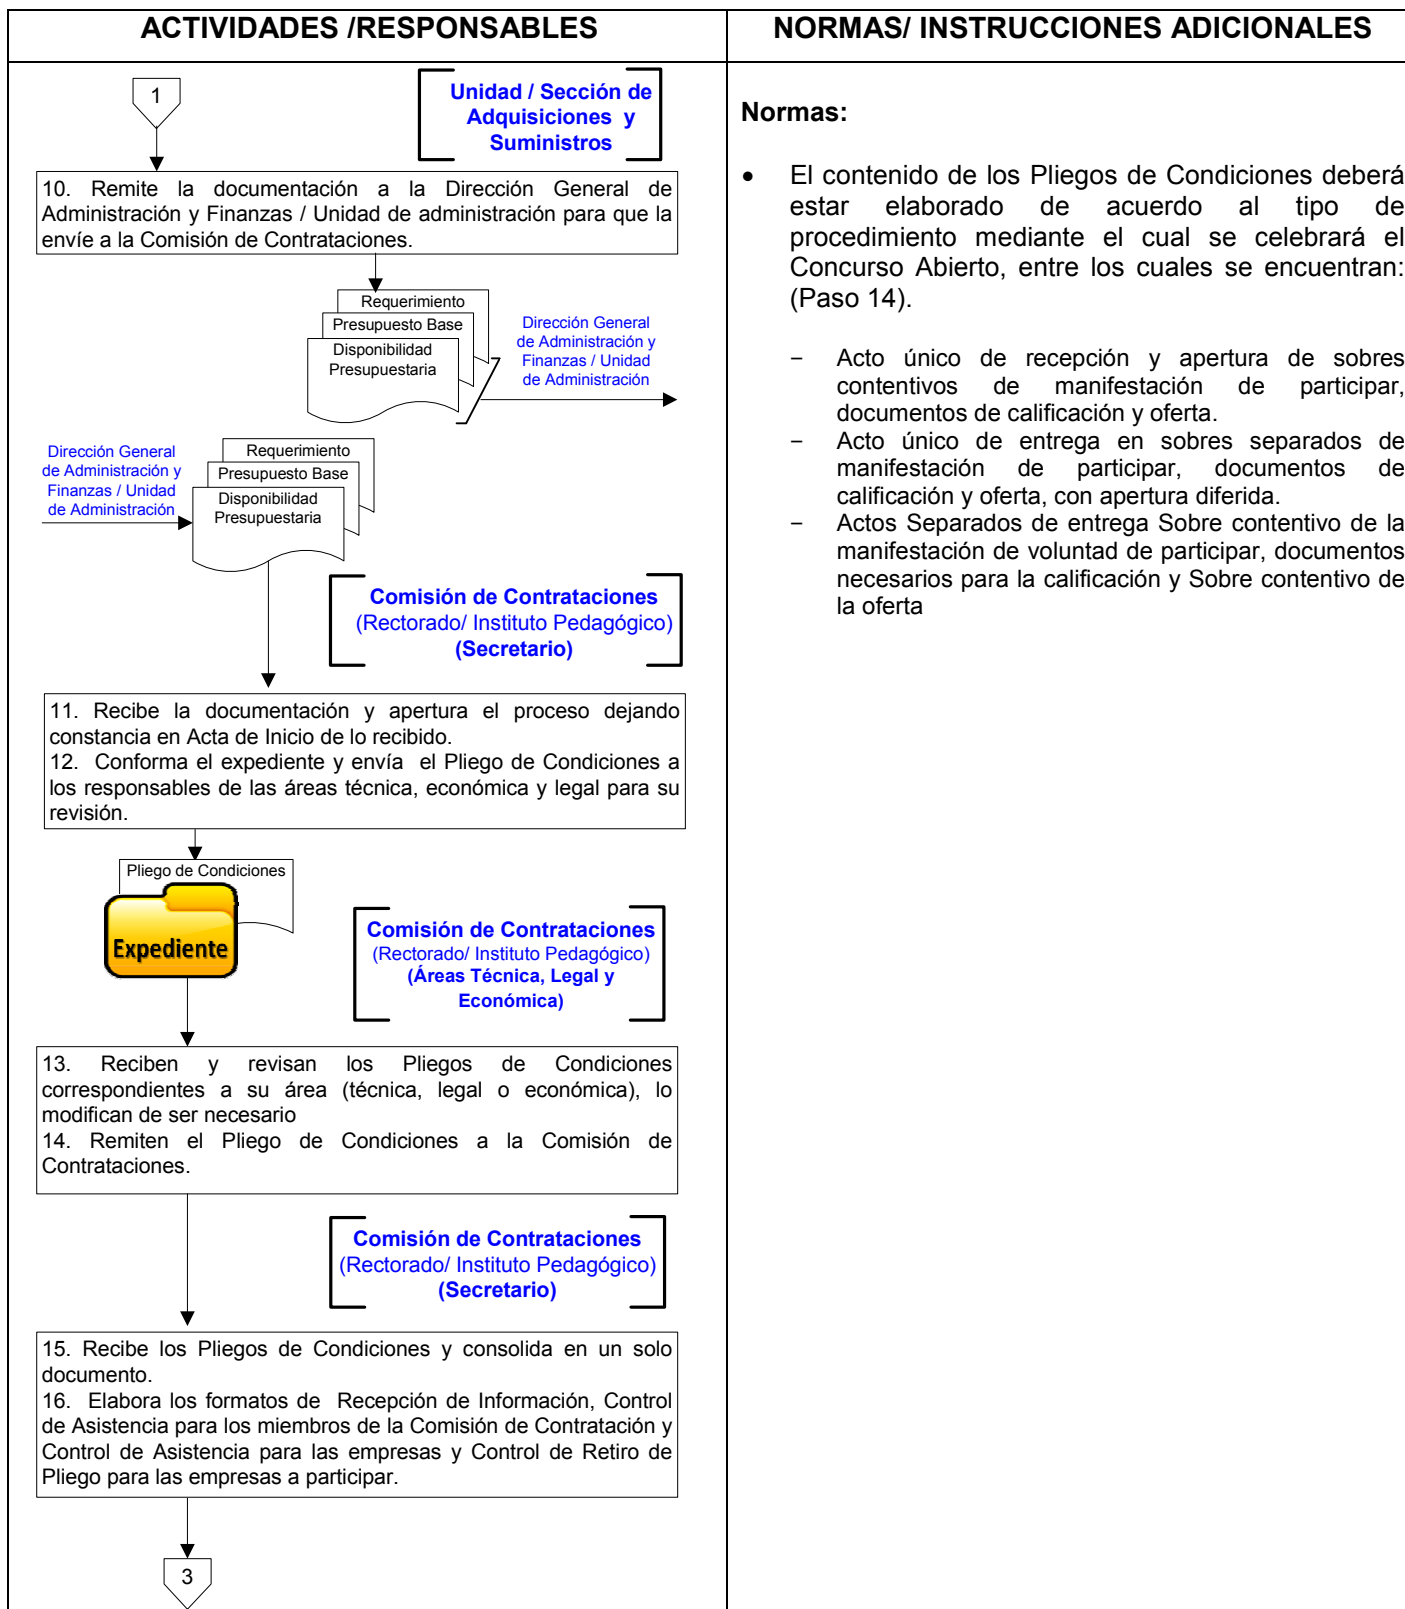 ACTIVIDADES /RESPONSABLES
NORMAS/ INSTRUCCIONES ADICIONALES
1
Unidad / Sección de
Adquisiciones y
Suministros
10. Remite la documentación a la Dirección General de
Administración y Finanzas / Unidad de administración para que la
envíe a la Comisión de Contrataciones.
Requerimiento
Presupuesto Base
Disponibilidad
Presupuestaria
Dirección General
de Administración y
Finanzas / Unidad
de Administración
Dirección General
de Administración y
Finanzas / Unidad
de Administración
Requerimiento
Presupuesto Base
Disponibilidad
Presupuestaria
Comisión de Contrataciones
(Rectorado/ Instituto Pedagógico)
(Secretario)
11. Recibe la documentación y apertura el proceso dejando
constancia en Acta de Inicio de lo recibido.
12. Conforma el expediente y envía el Pliego de Condiciones a
los responsables de las áreas técnica, económica y legal para su
revisión.
Pliego de Condiciones
Expediente
Comisión de Contrataciones
(Rectorado/ Instituto Pedagógico)
(Áreas Técnica, Legal y
Económica)
13. Reciben y revisan los Pliegos de Condiciones
correspondientes a su área (técnica, legal o económica), lo
modifican de ser necesario
14. Remiten el Pliego de Condiciones a la Comisión de
Contrataciones.
Comisión de Contrataciones
(Rectorado/ Instituto Pedagógico)
(Secretario)
15. Recibe los Pliegos de Condiciones y consolida en un solo
documento.
16. Elabora los formatos de Recepción de Información, Control
de Asistencia para los miembros de la Comisión de Contratación y
Control de Asistencia para las empresas y Control de Retiro de
Pliego para las empresas a participar.
3
Normas:
• El contenido de los Pliegos de Condiciones deberá
estar elaborado de acuerdo al tipo de
procedimiento mediante el cual se celebrará el
Concurso Abierto, entre los cuales se encuentran:
(Paso 14).
− Acto único de recepción y apertura de sobres
contentivos de manifestación de participar,
documentos de calificación y oferta.
− Acto único de entrega en sobres separados de
manifestación de participar, documentos de
calificación y oferta, con apertura diferida.
− Actos Separados de entrega Sobre contentivo de la
manifestación de voluntad de participar, documentos
necesarios para la calificación y Sobre contentivo de
la oferta